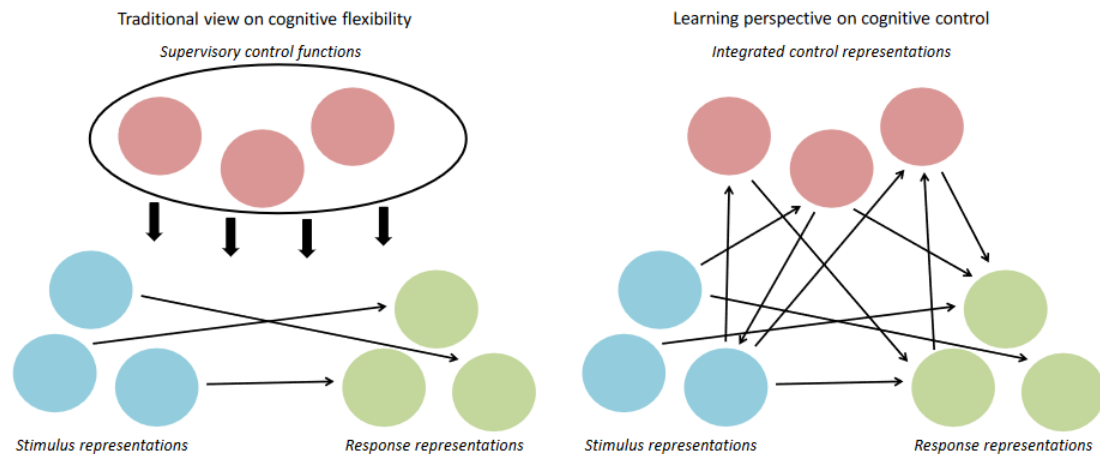 Traditional view on cognitive flexibility
Supervisory control functions
Stimulus representations
Response representations
Learning perspective on cognitive control
Integrated control representations
Stimulus representations
Response representations